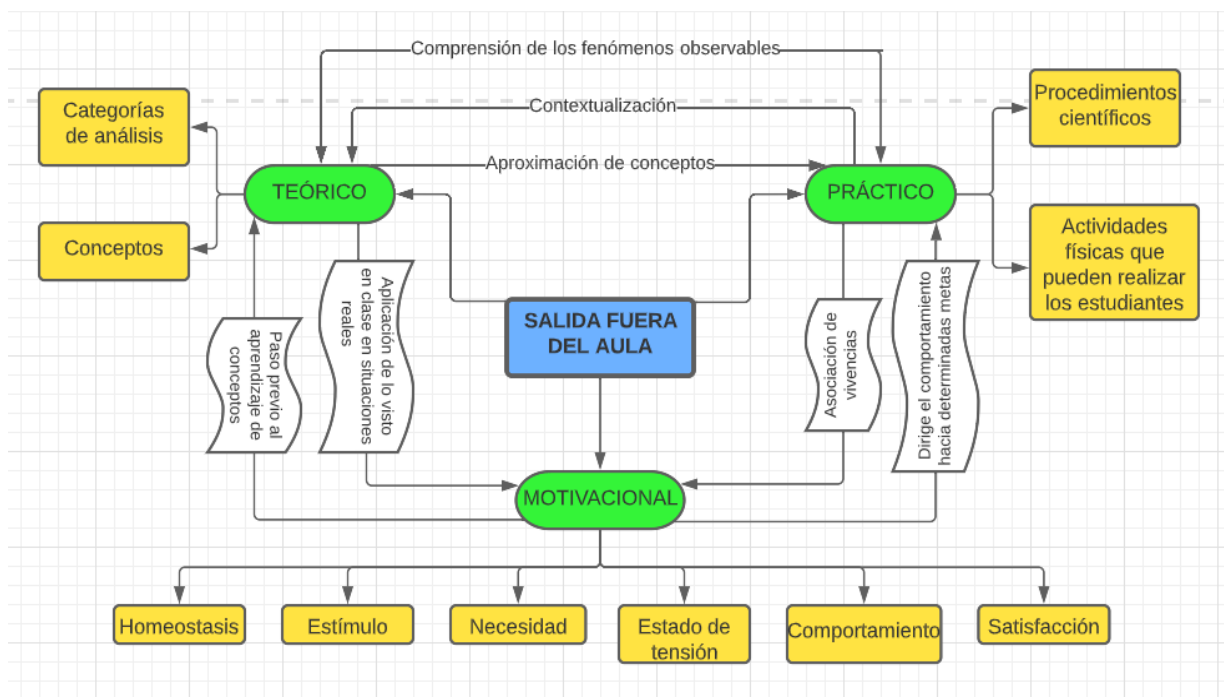 Comprensión de los fenómenos observables
Contextualización
Aproximación de conceptos
Categorías
de análisis
Conceptos
TEÓRICO
PRÁCTICO
Procedimientos
científicos
Actividades
físicas que
pueden realizar
los estudiantes
SALIDA FUERA
DEL AULA
Paso previo al
aprendizaje de
conceptos
Aplicación de lo visto
en clase en situaciones
reales
Asociación de
vivencias
Dirige el comportamiento
hacia determinadas metas
MOTIVACIONAL
Homeostasis
Estímulo
Necesidad
Estado de
tensión
Comportamiento
Satisfacción